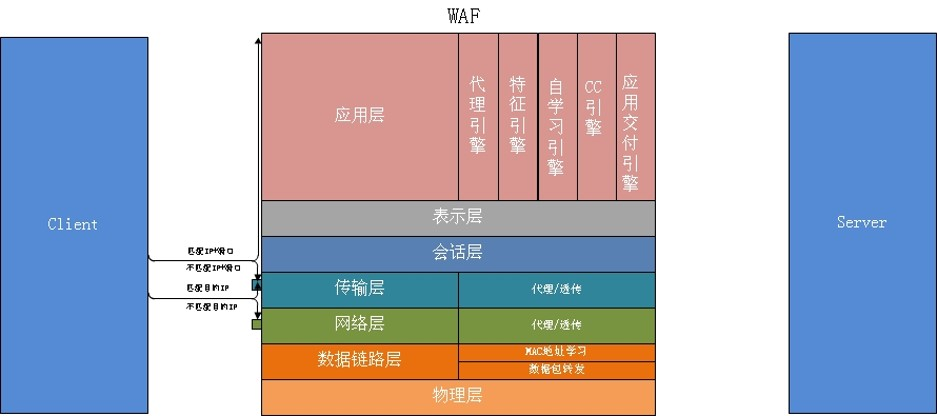 WAF
Client
应用层
代理引擎
特征引擎
自学习引擎
CC引擎
应用交付引擎
表示层
会话层
匹配IP+端口
不匹配IP+端口
匹配目的IP
不匹配目的IP
传输层
代理/透传
网络层
代理/透传
数据链路层
MAC地址学习
数据包转发
物理层
Server